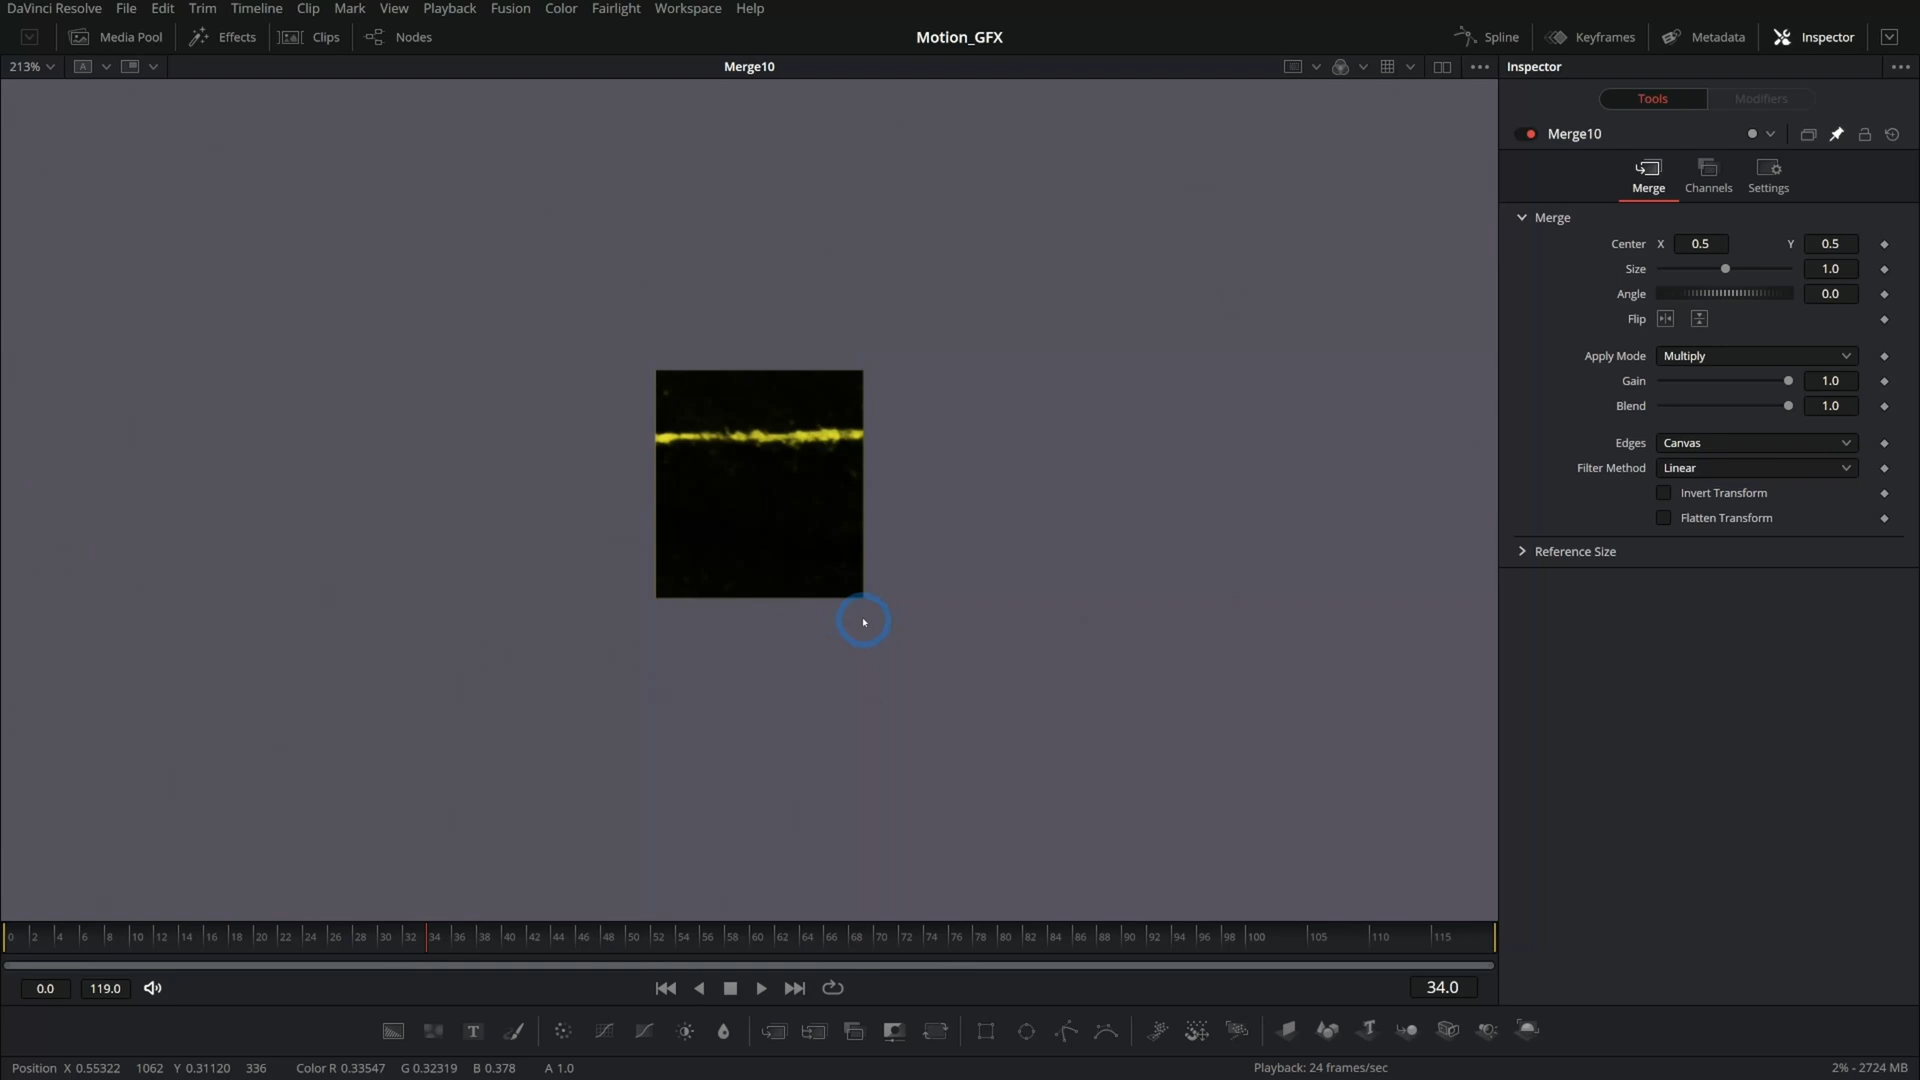 DaVinci Resolve File Edit Trim Timeline Clip Mark View Playback Fusion Color Fairlight Workspace Help
Media Pool Effects Clips Nodes Motion_GFX Spline Keyframes Metadata Inspector
213% A Merge10 Inspector
Tools Modifiers
Merge10
Merge Channels Settings
Merge
Center X 0.5 Y 0.5
Size 1.0
Angle 0.0
Flip
Apply Mode Multiply
Gain 1.0
Blend 1.0
Edges Canvas
Filter Method Linear
Invert Transform
Flatten Transform
Reference Size
0 2 4 6 8 10 12 14 16 18 20 22 24 26 28 30 32 34 36 38 40 42 44 46 48 50 52 54 56 58 60 62 64 66 68 70 72 74 76 78 80 82 84 86 88 90 92 94 96 98 100 105 110 115
0.0 119.0 34.0
T T
Position X 0.55322 1062 Y 0.31120 336 Color R 0.33547 G 0.32319 B 0.378 A 1.0 Playback: 24 frames/sec 2% - 2724 MB